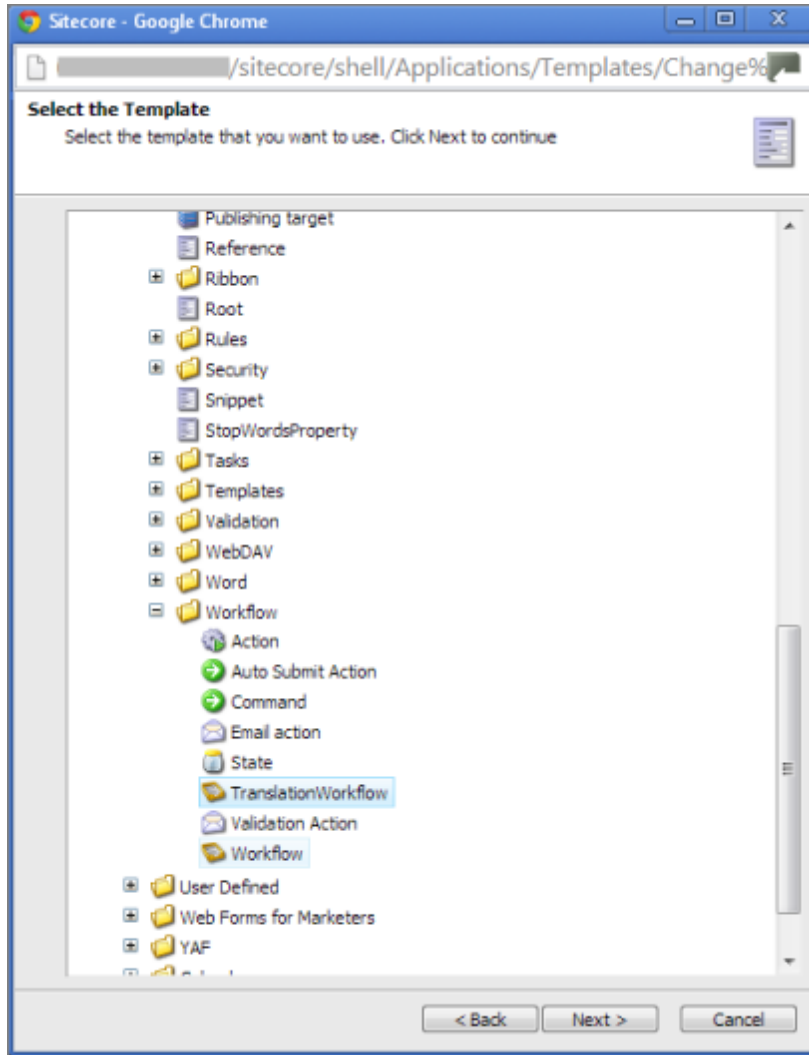 Sitecore - Google Chrome
/sitecore/shell/Applications/Templates/Change%
Select the Template
Select the template that you want to use. Click Next to continue
Publishing target
Reference
Ribbon
Root
Rules
Security
Snippet
StopWordsProperty
Tasks
Templates
Validation
WebDAV
Word
Workflow
Action
Auto Submit Action
Command
Email action
State
TranslationWorkflow
Validation Action
Workflow
User Defined
Web Forms for Marketers
YAF
< Back Next > Cancel